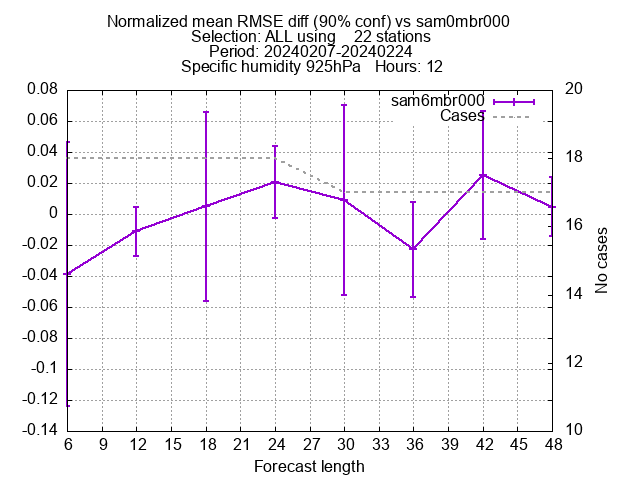 Normalized mean RMSE diff (90% conf) vs sam0mbr000
Selection: ALL using    22 stations
Period: 20240207-20240224
Specific humidity 925hPa   Hours: 12
sam6mbr000
Cases
0.08
0.06
0.04
0.02
0
-0.02
-0.04
-0.06
-0.08
-0.1
-0.12
-0.14
20
18
16
14
12
10
No cases
6 9 12 15 18 21 24 27 30 33 36 39 42 45 48
Forecast length